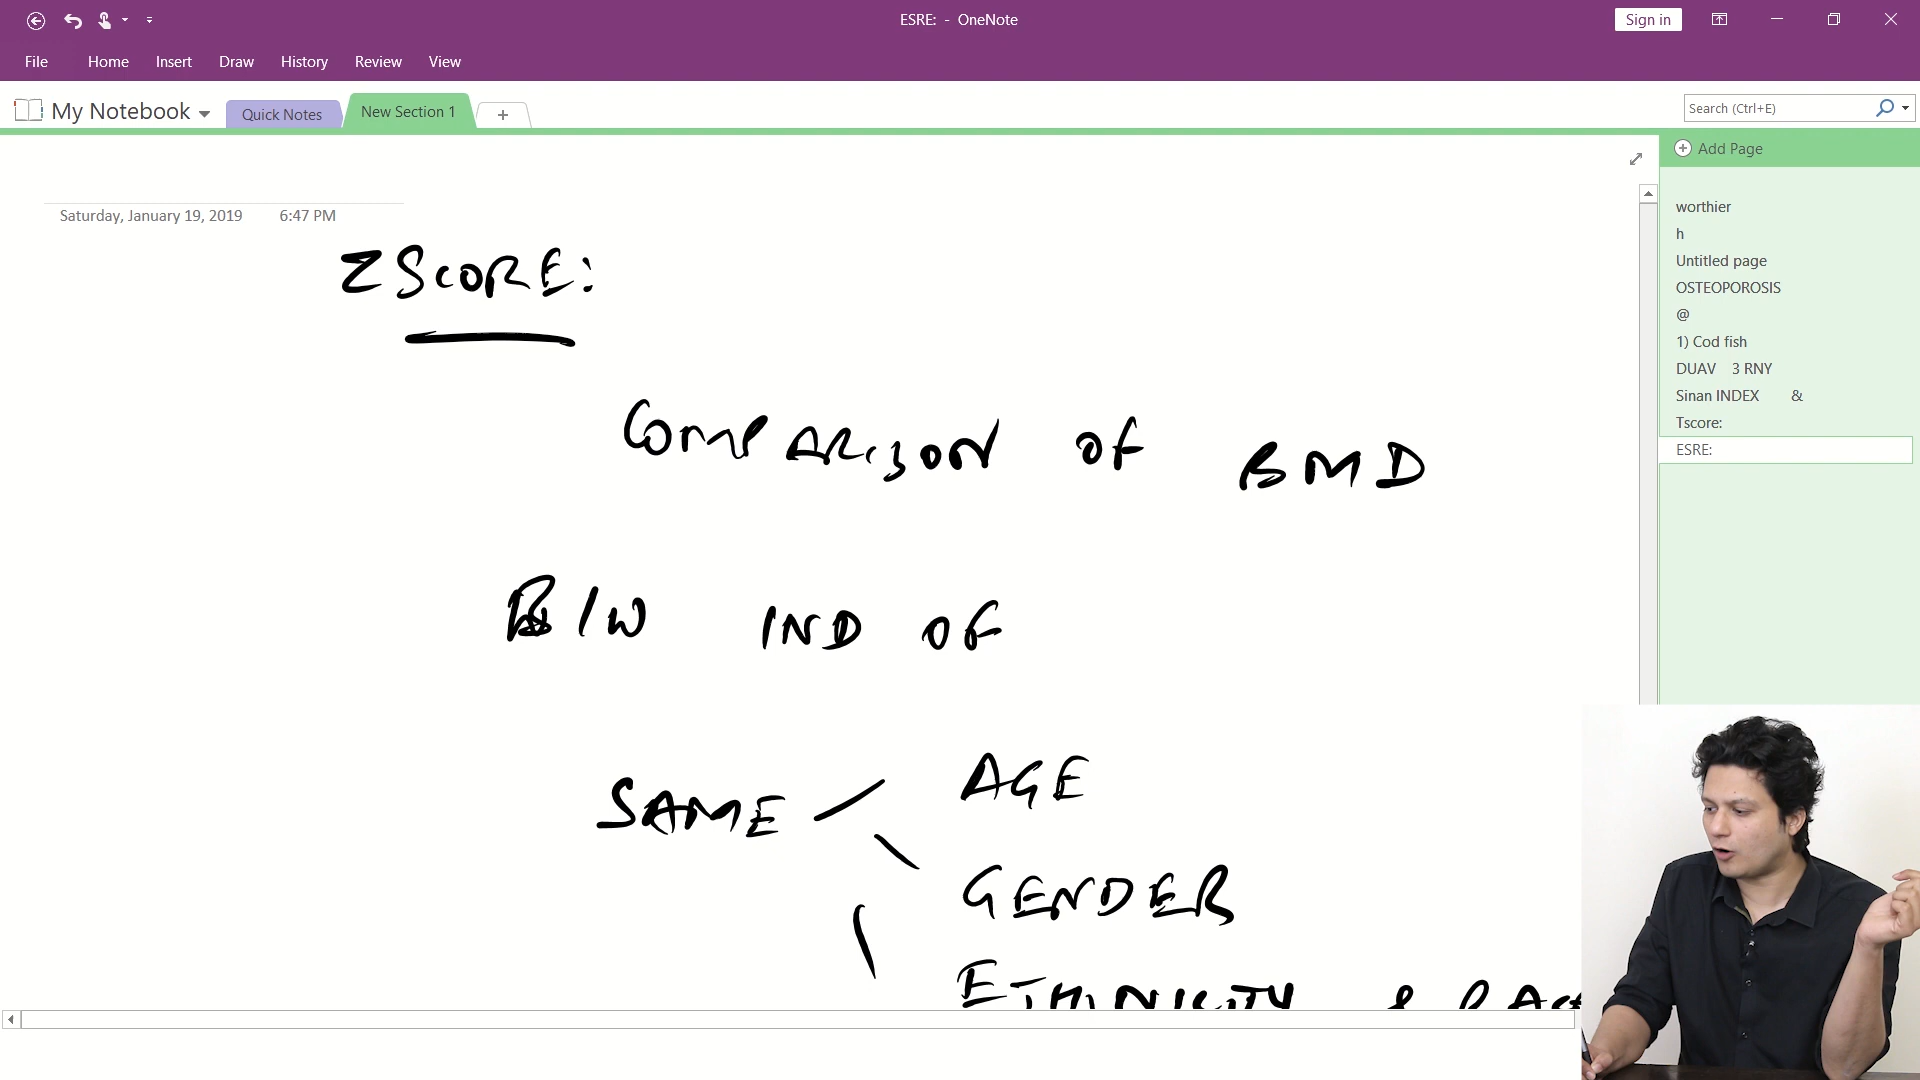 ESRE: - OneNote
Sign in
File Home Insert Draw History Review View
My Notebook Quick Notes New Section 1 +
Search (Ctrl+E)
Add Page
Saturday, January 19, 2019 6:47 PM
Z SCORE:
COMPARISON OF BMD
B/W IND OF
SAME AGE
GENDER
ETHINICITY &
worthier
h
Untitled page
OSTEOPOROSIS
@
1) Cod fish
DUAV 3 RNY
Sinan INDEX &
Tscore:
ESRE: